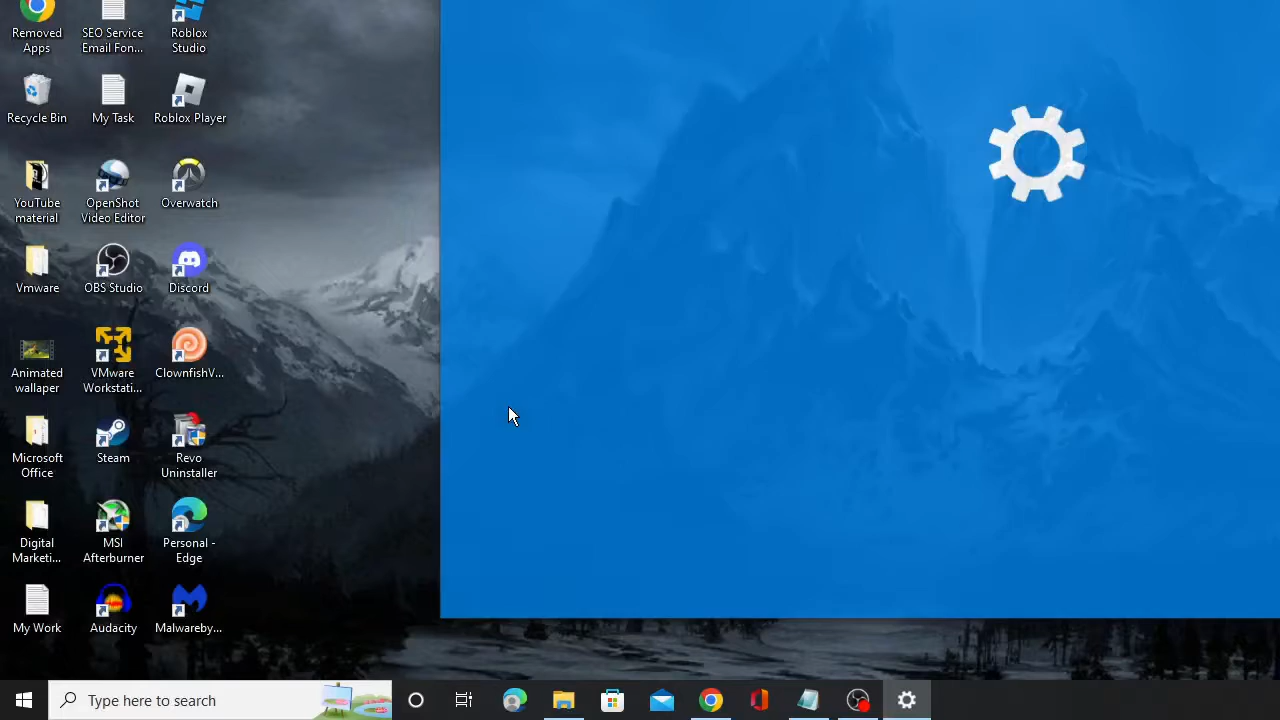 Removed
Apps
SEO Service
Email Fon...
Roblox
Studio
Recycle Bin
My Task
Roblox Player
YouTube
material
OpenShot
Video Editor
Overwatch
Vmware
OBS Studio
Discord
Animated
wallaper
VMware
Workstati...
ClownfishV...
Microsoft
Office
Steam
Revo
Uninstaller
Digital
Marketi...
MSI
Afterburner
Personal -
Edge
My Work
Audacity
Malwareby...
Type here to search